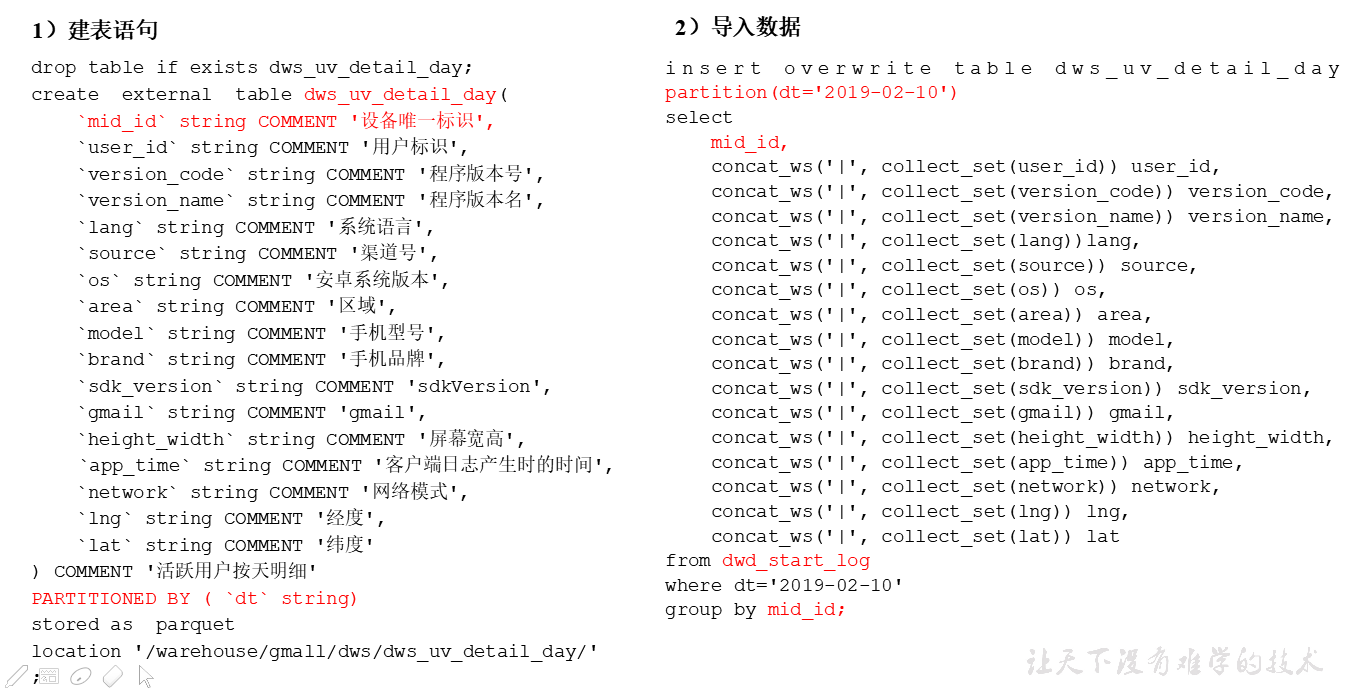 1）建表语句
drop table if exists dws_uv_detail_day;
create  external  table dws_uv_detail_day(
    `mid_id` string COMMENT '设备唯一标识',
    `user_id` string COMMENT '用户标识',
    `version_code` string COMMENT '程序版本号',
    `version_name` string COMMENT '程序版本名',
    `lang` string COMMENT '系统语言',
    `source` string COMMENT '渠道号',
    `os` string COMMENT '安卓系统版本',
    `area` string COMMENT '区域',
    `model` string COMMENT '手机型号',
    `brand` string COMMENT '手机品牌',
    `sdk_version` string COMMENT 'sdkVersion',
    `gmail` string COMMENT 'gmail',
    `height_width` string COMMENT '屏幕宽高',
    `app_time` string COMMENT '客户端日志产生时的时间',
    `network` string COMMENT '网络模式',
    `lng` string COMMENT '经度',
    `lat` string COMMENT '纬度'
) COMMENT '活跃用户按天明细'
PARTITIONED BY ( `dt` string)
stored as  parquet
location '/warehouse/gmall/dws/dws_uv_detail_day/'
;
2）导入数据
insert overwrite table dws_uv_detail_day
partition(dt='2019-02-10')
select
    mid_id,
    concat_ws('|', collect_set(user_id)) user_id,
    concat_ws('|', collect_set(version_code)) version_code,
    concat_ws('|', collect_set(version_name)) version_name,
    concat_ws('|', collect_set(lang))lang,
    concat_ws('|', collect_set(source)) source,
    concat_ws('|', collect_set(os)) os,
    concat_ws('|', collect_set(area)) area,
    concat_ws('|', collect_set(model)) model,
    concat_ws('|', collect_set(brand)) brand,
    concat_ws('|', collect_set(sdk_version)) sdk_version,
    concat_ws('|', collect_set(gmail)) gmail,
    concat_ws('|', collect_set(height_width)) height_width,
    concat_ws('|', collect_set(app_time)) app_time,
    concat_ws('|', collect_set(network)) network,
    concat_ws('|', collect_set(lng)) lng,
    concat_ws('|', collect_set(lat)) lat
from dwd_start_log
where dt='2019-02-10'
group by mid_id;
让天下没有难学的技术